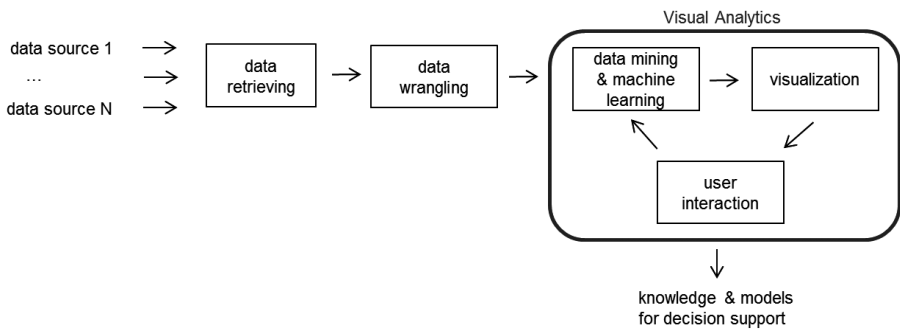 Visual Analytics
data source 1
...
data source N
data
retrieving
data
wrangling
data mining
& machine
learning
visualization
user
interaction
knowledge & models
for decision support